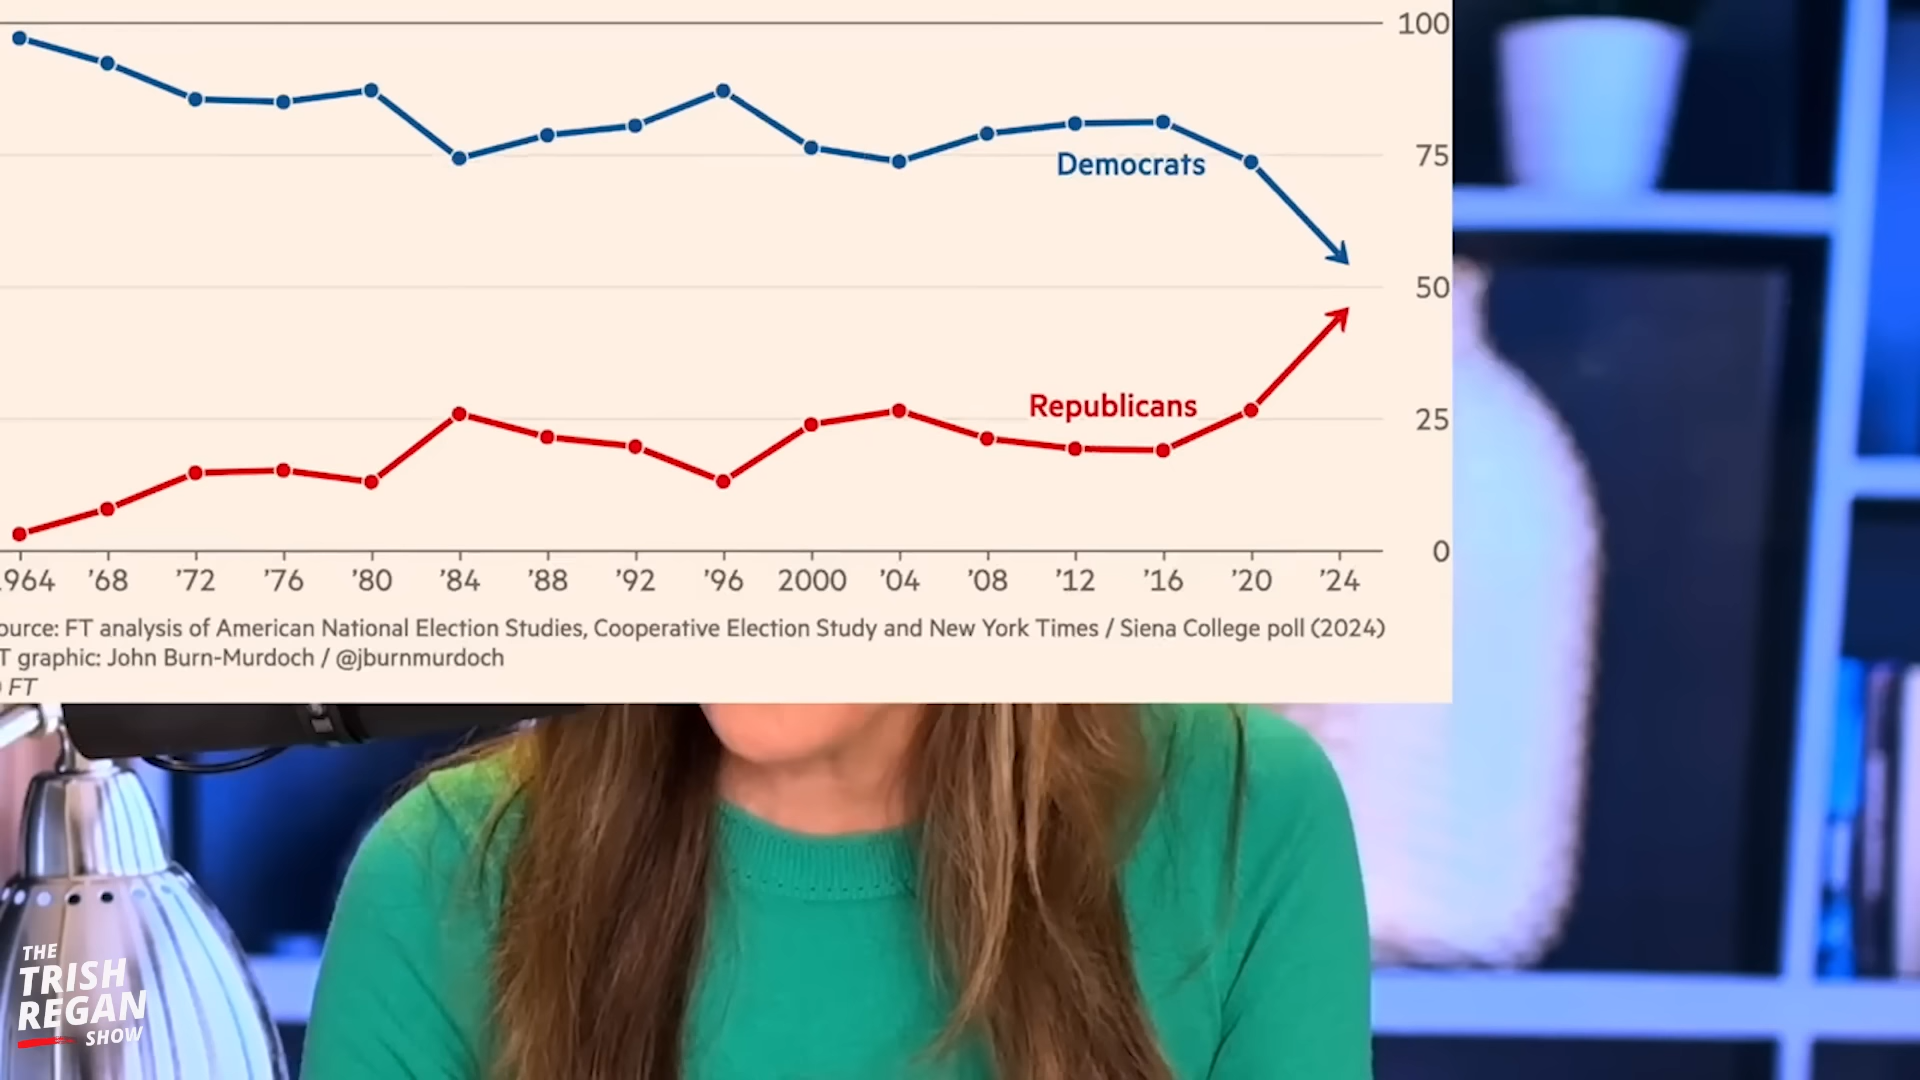 100
75
Democrats
50
Republicans
25
0
1964 ’68 ’72 ’76 ’80 ’84 ’88 ’92 ’96 2000 ’04 ’08 ’12 ’16 ’20 ’24
ource: FT analysis of American National Election Studies, Cooperative Election Study and New York Times / Siena College poll (2024)
T graphic: John Burn-Murdoch / @jburnmurdoch
FT
THE
TRISH
REGAN
SHOW